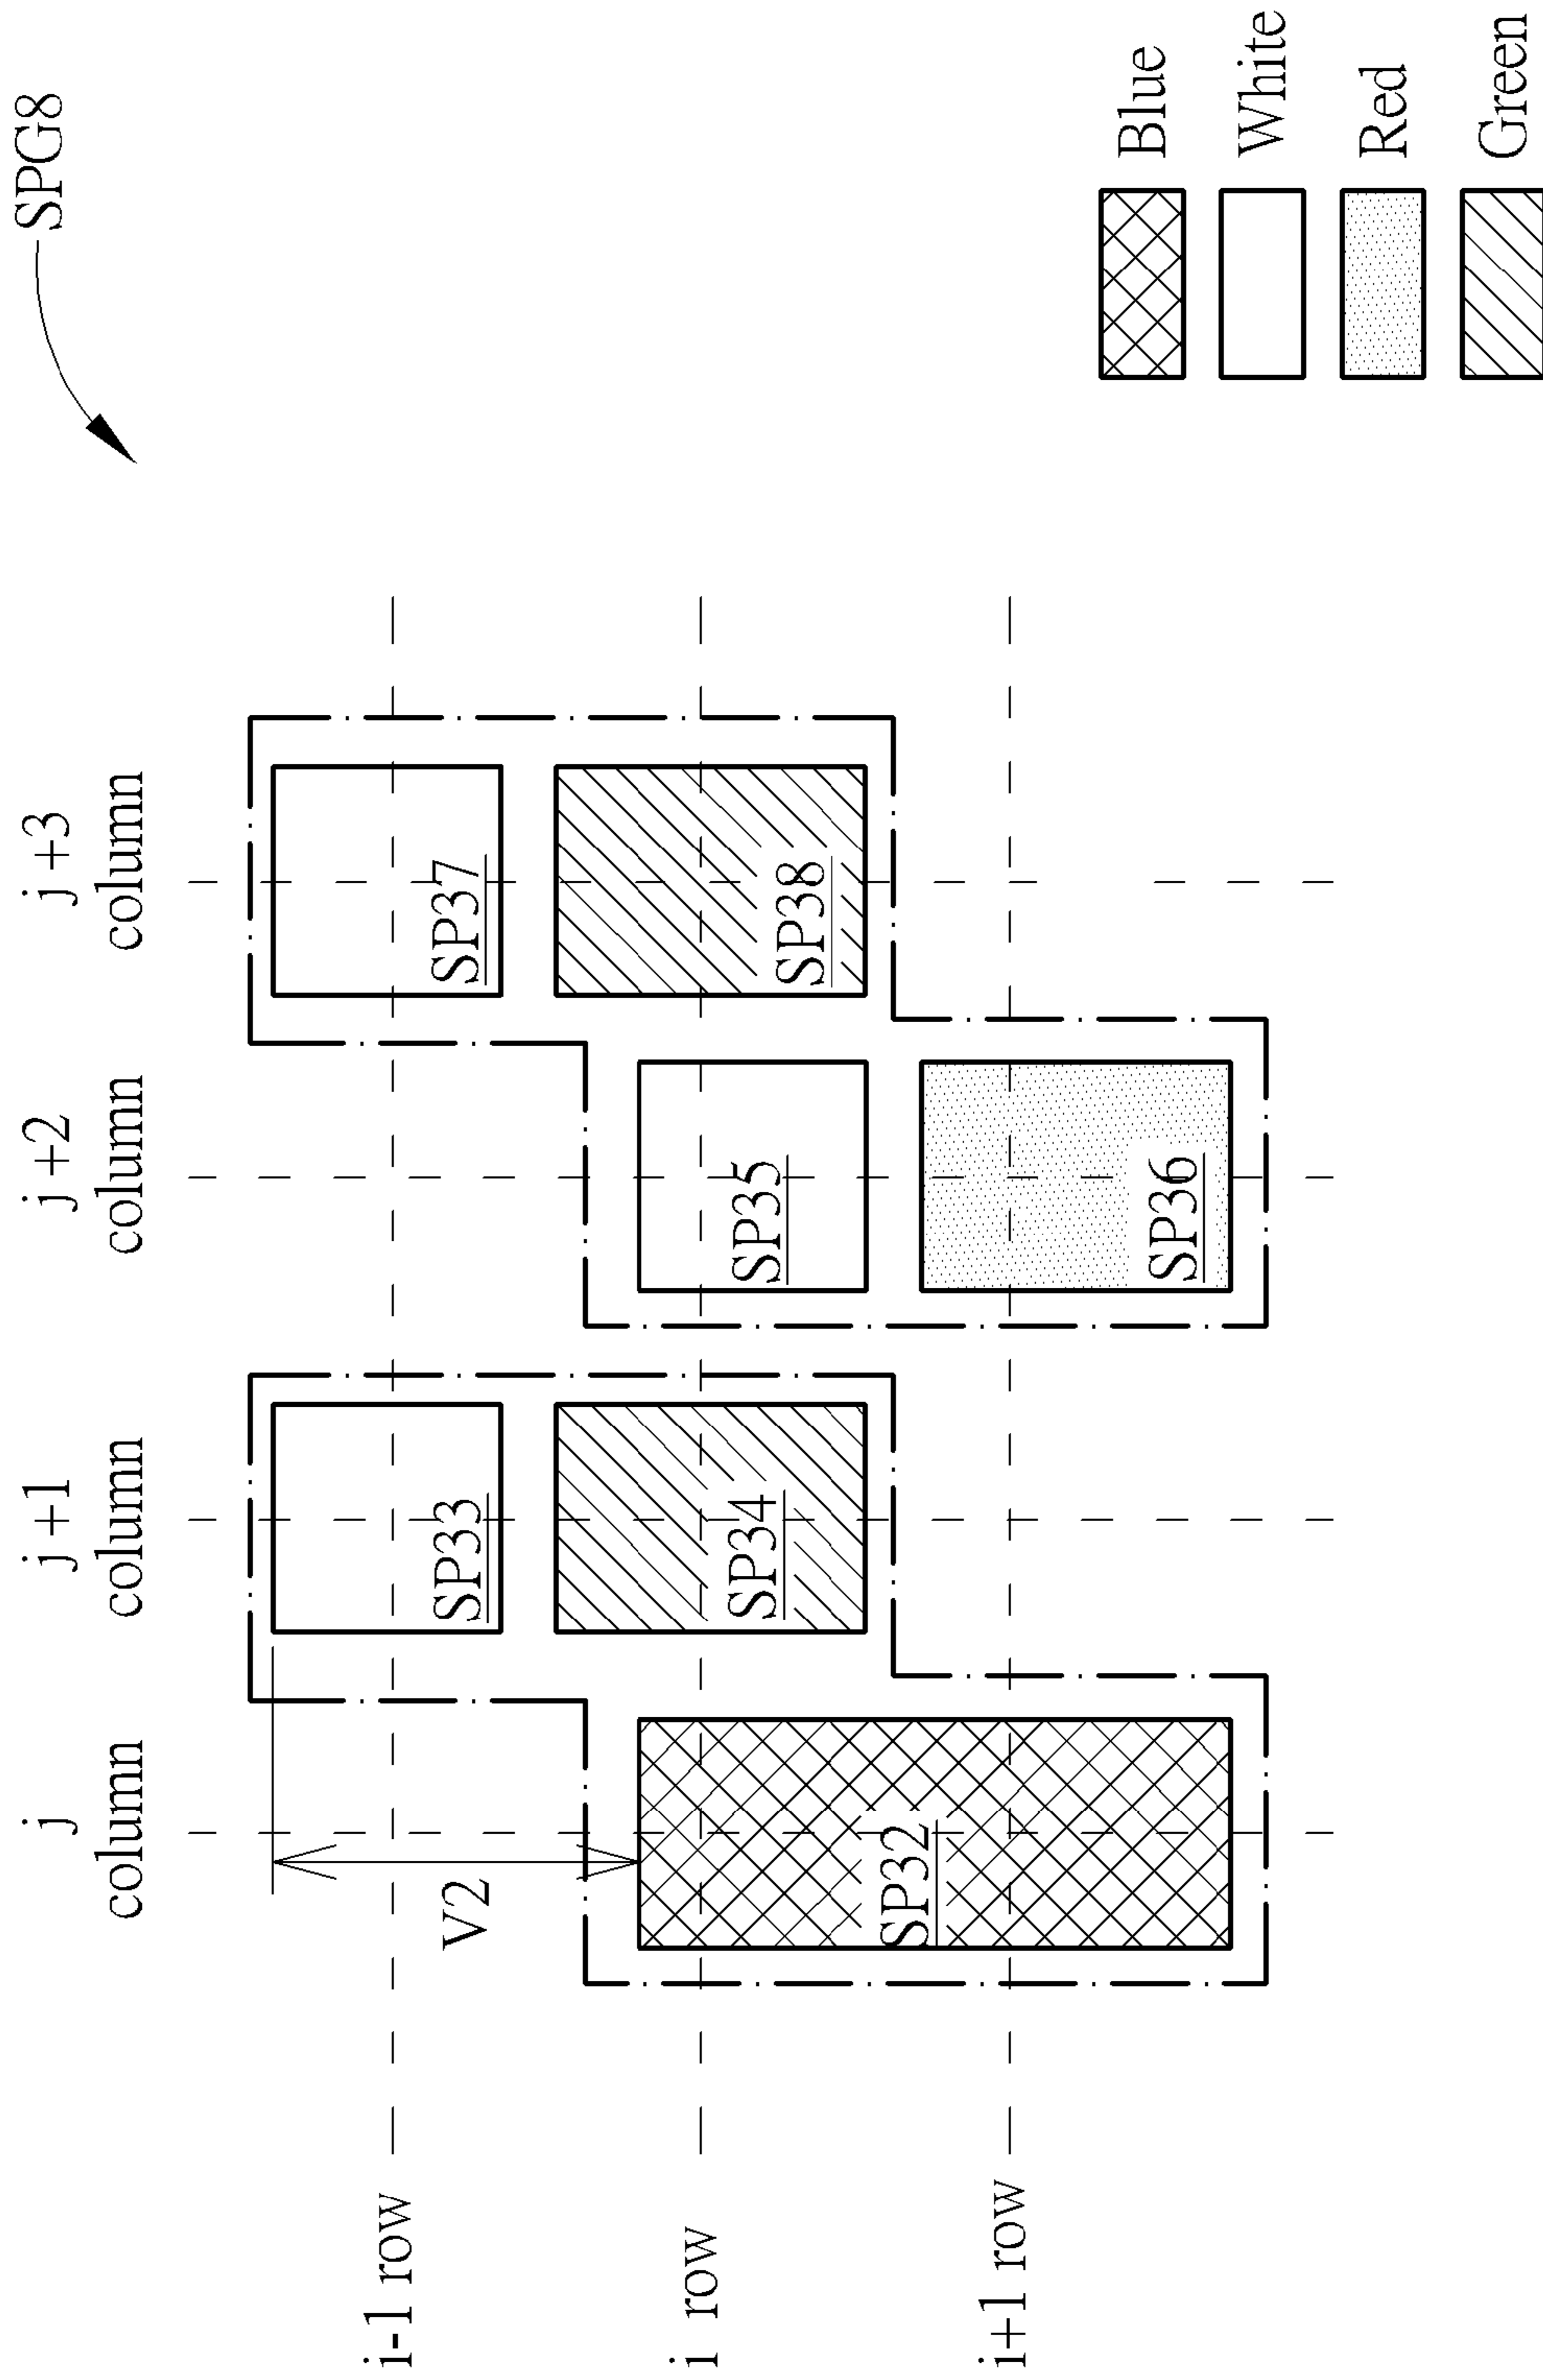 SPG8
j
column
j +1
column
j +2
column
j +3
column
i-1 row
i row
i+1 row
V2
SP33
SP37
SP34
SP35
SP38
SP32
SP36
Blue
White
Red
Green